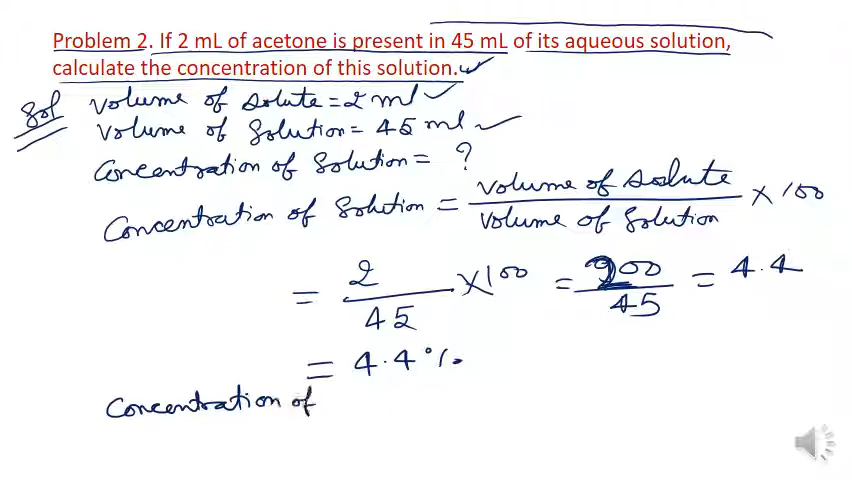 Problem 2. If 2 mL of acetone is present in 45 mL of its aqueous solution,
calculate the concentration of this solution.
Sol Volume of Solute = 2 ml
Volume of Solution = 45 ml
Concentration of Solution = ?
Concentration of Solution = Volume of Solute / Volume of Solution × 100
= 2 / 45 × 100 = 200 / 45 = 4.4
= 4.4 %
Concentration of